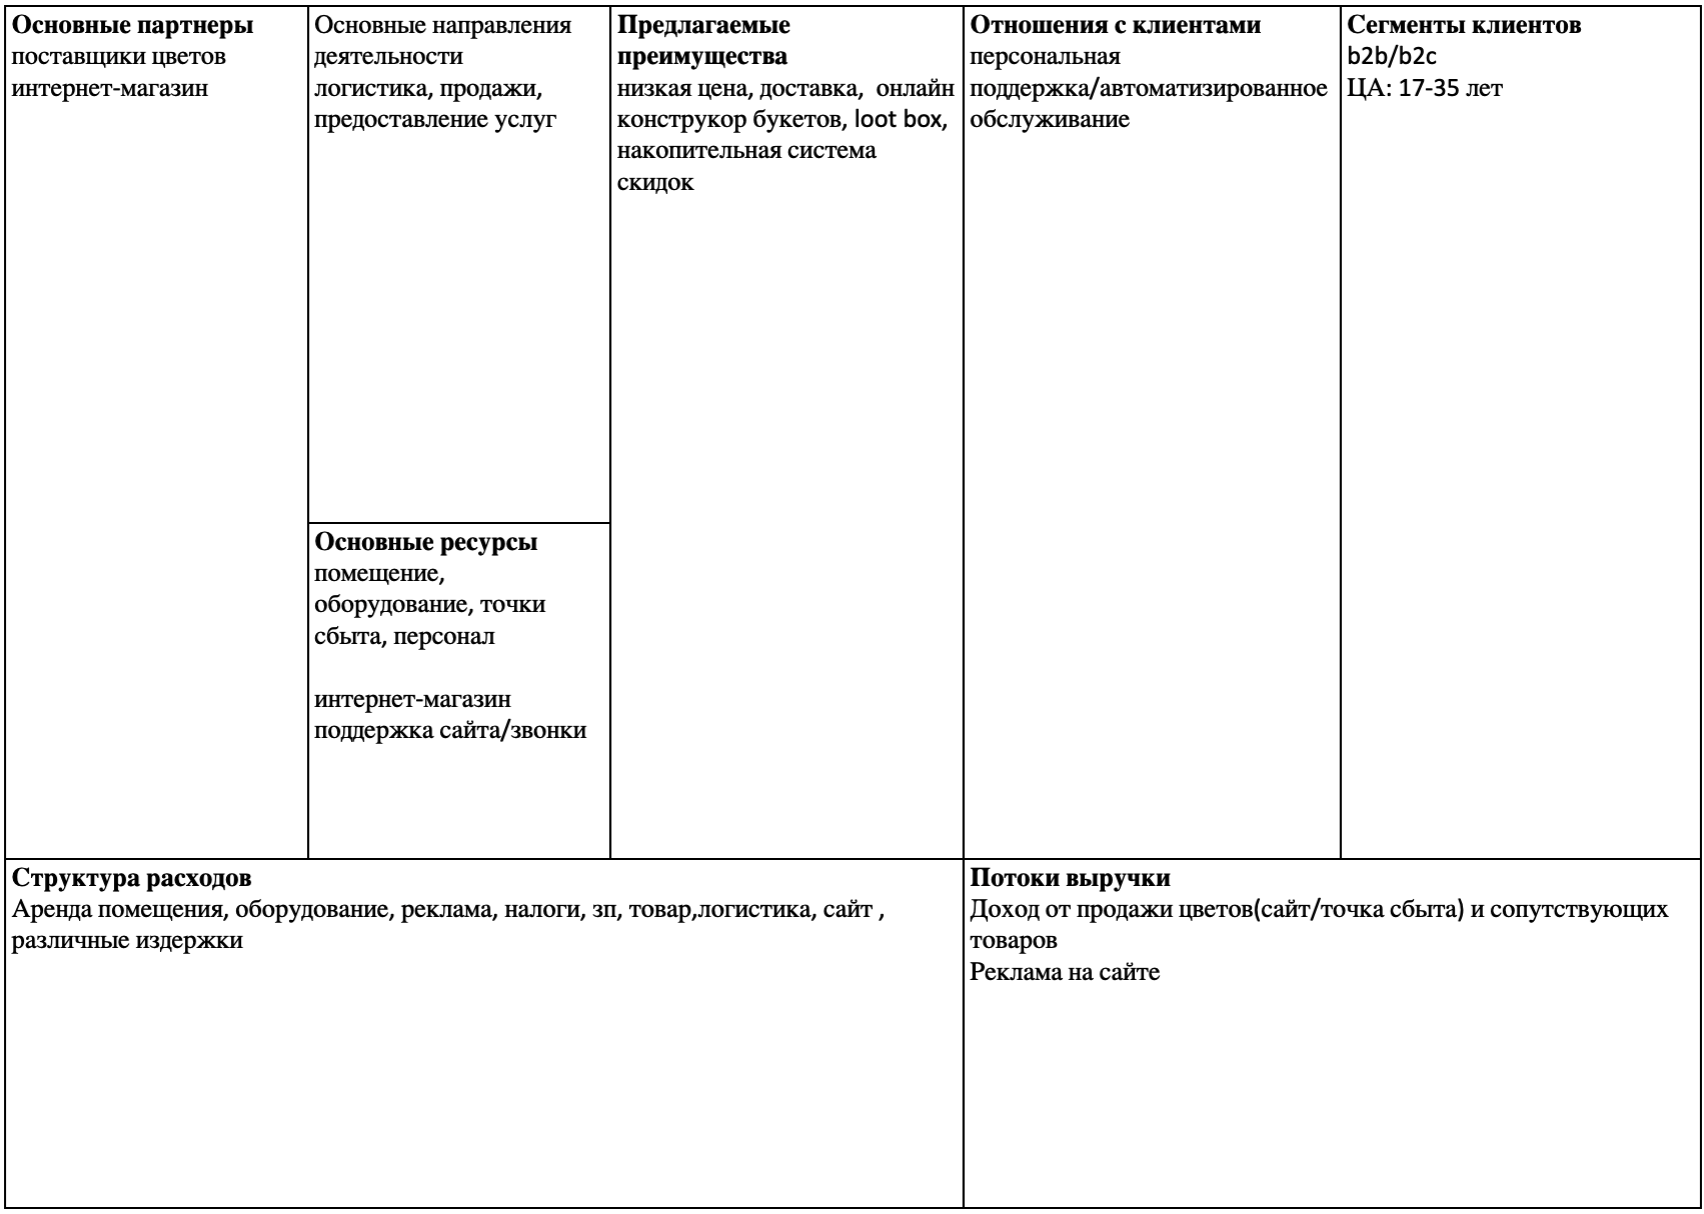 Основные партнеры
поставщики цветов
интернет-магазин
Основные направления
деятельности
логистика, продажи,
предоставление услуг
Основные ресурсы
помещение,
оборудование, точки
сбыта, персонал
интернет-магазин
поддержка сайта/звонки
Предлагаемые
преимущества
низкая цена, доставка,  онлайн
конструкор букетов, loot box,
накопительная система
скидок
Отношения с клиентами
персональная
поддержка/автоматизированное
обслуживание
Сегменты клиентов
b2b/b2c
ЦА: 17-35 лет
Структура расходов
Аренда помещения, оборудование, реклама, налоги, зп, товар,логистика, сайт ,
различные издержки
Потоки выручки
Доход от продажи цветов(сайт/точка сбыта) и сопутствующих
товаров
Реклама на сайте